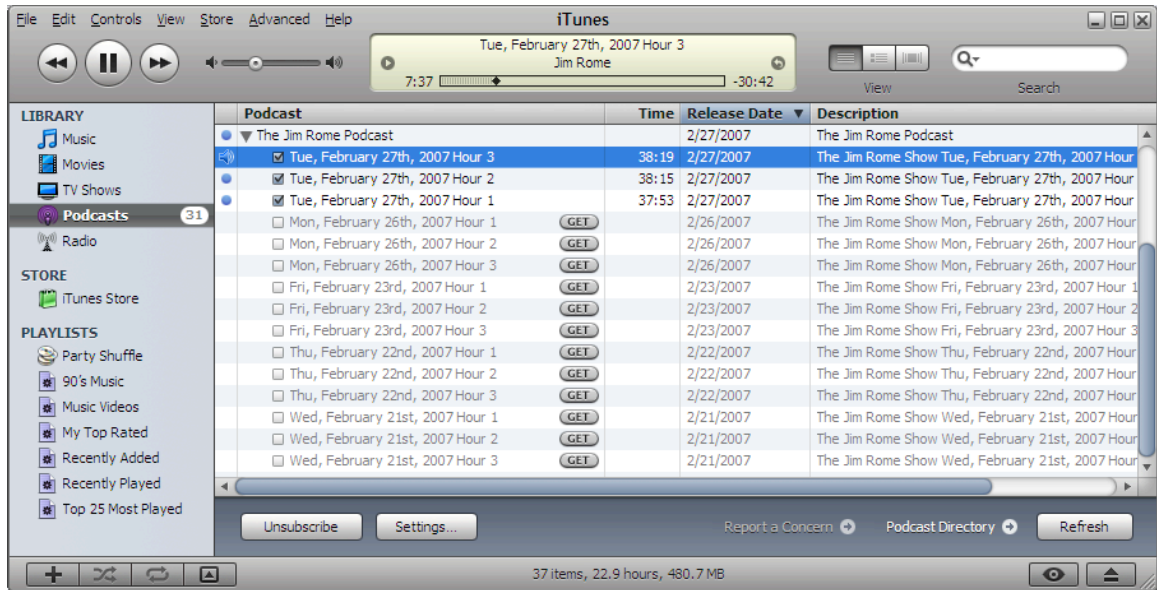 File Edit Controls View Store Advanced Help iTunes
Tue, February 27th, 2007 Hour 3
Jim Rome
7:37 -30:42
View Search
LIBRARY
Music
Movies
TV Shows
Podcasts 31
Radio
STORE
iTunes Store
PLAYLISTS
Party Shuffle
90's Music
Music Videos
My Top Rated
Recently Added
Recently Played
Top 25 Most Played
Podcast Time Release Date Description
The Jim Rome Podcast 2/27/2007 The Jim Rome Podcast
Tue, February 27th, 2007 Hour 3 38:19 2/27/2007 The Jim Rome Show Tue, February 27th, 2007 Hour
Tue, February 27th, 2007 Hour 2 38:15 2/27/2007 The Jim Rome Show Tue, February 27th, 2007 Hour
Tue, February 27th, 2007 Hour 1 37:53 2/27/2007 The Jim Rome Show Tue, February 27th, 2007 Hour
Mon, February 26th, 2007 Hour 1 GET 2/26/2007 The Jim Rome Show Mon, February 26th, 2007 Hour
Mon, February 26th, 2007 Hour 2 GET 2/26/2007 The Jim Rome Show Mon, February 26th, 2007 Hour
Mon, February 26th, 2007 Hour 3 GET 2/26/2007 The Jim Rome Show Mon, February 26th, 2007 Hour
Fri, February 23rd, 2007 Hour 1 GET 2/23/2007 The Jim Rome Show Fri, February 23rd, 2007 Hour 1
Fri, February 23rd, 2007 Hour 2 GET 2/23/2007 The Jim Rome Show Fri, February 23rd, 2007 Hour 2
Fri, February 23rd, 2007 Hour 3 GET 2/23/2007 The Jim Rome Show Fri, February 23rd, 2007 Hour 3
Thu, February 22nd, 2007 Hour 1 GET 2/22/2007 The Jim Rome Show Thu, February 22nd, 2007 Hour
Thu, February 22nd, 2007 Hour 2 GET 2/22/2007 The Jim Rome Show Thu, February 22nd, 2007 Hour
Thu, February 22nd, 2007 Hour 3 GET 2/22/2007 The Jim Rome Show Thu, February 22nd, 2007 Hour
Wed, February 21st, 2007 Hour 1 GET 2/21/2007 The Jim Rome Show Wed, February 21st, 2007 Hour
Wed, February 21st, 2007 Hour 2 GET 2/21/2007 The Jim Rome Show Wed, February 21st, 2007 Hour
Wed, February 21st, 2007 Hour 3 GET 2/21/2007 The Jim Rome Show Wed, February 21st, 2007 Hour
Unsubscribe Settings... Report a Concern Podcast Directory Refresh
37 items, 22.9 hours, 480.7 MB